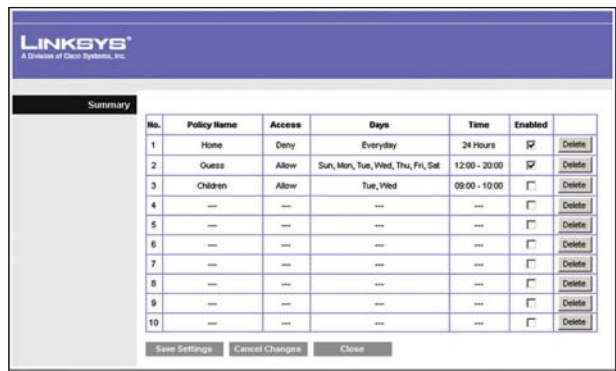 LINKSYS®
A Division of Cisco Systems, Inc.
Summary
No. Policy Name Access Days Time Enabled
1 Home Deny Everyday 24 Hours Delete
2 Guess Allow Sun, Mon, Tue, Wed, Thu, Fri, Sat 12:00 - 20:00 Delete
3 Children Allow Tue, Wed 09:00 - 10:00 Delete
4 --- --- --- --- Delete
5 --- --- --- --- Delete
6 --- --- --- --- Delete
7 --- --- --- --- Delete
8 --- --- --- --- Delete
9 --- --- --- --- Delete
10 --- --- --- --- Delete
Save Settings Cancel Changes Close